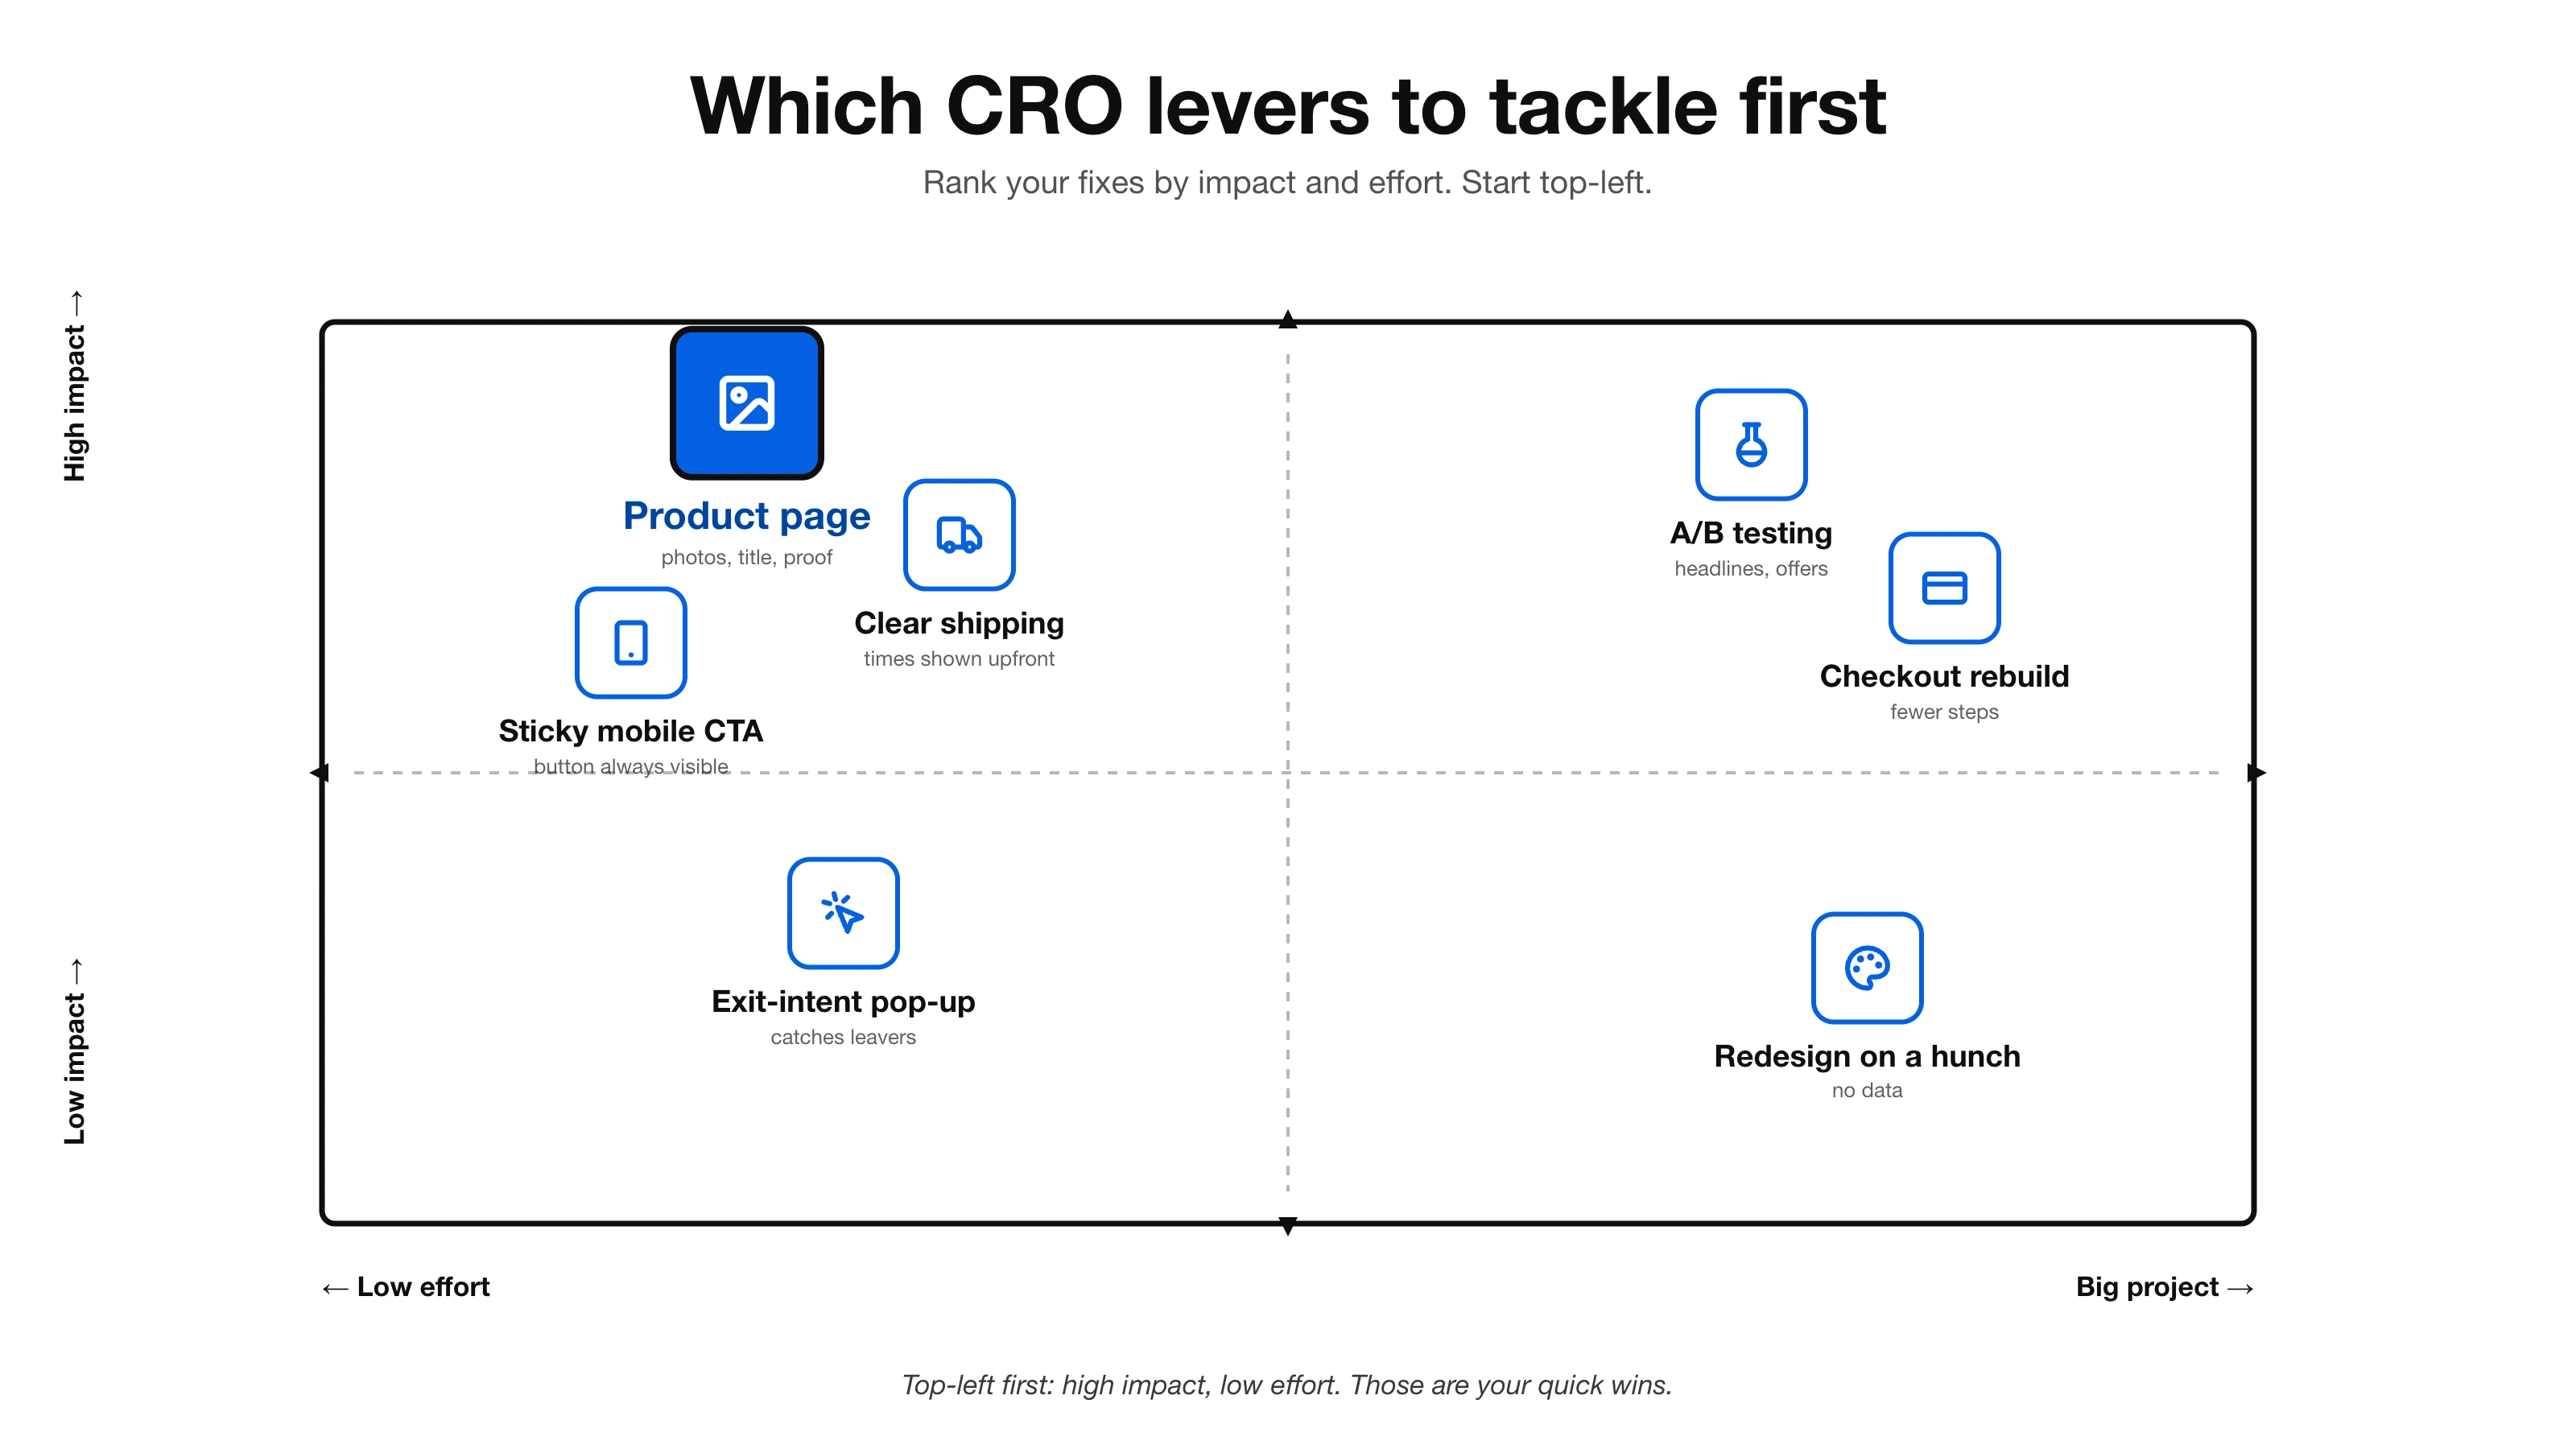 Which CRO levers to tackle first
Rank your fixes by impact and effort. Start top-left.
High impact →
Product page
photos, title, proof
Clear shipping
times shown upfront
Sticky mobile CTA
button always visible
A/B testing
headlines, offers
Checkout rebuild
fewer steps
Low impact →
Exit-intent pop-up
catches leavers
Redesign on a hunch
no data
← Low effort
Big project →
Top-left first: high impact, low effort. Those are your quick wins.